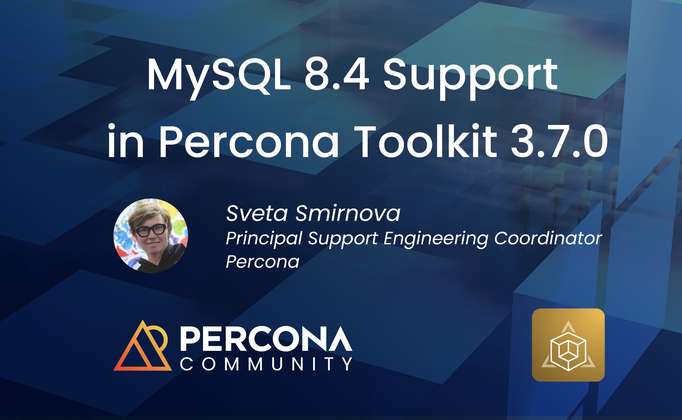 MySQL 8.4 Support
in Percona Toolkit 3.7.0
Sveta Smirnova
Principal Support Engineering Coordinator
Percona
PERCONA
COMMUNITY